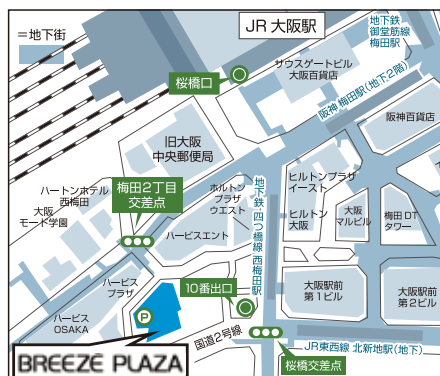 ＝地下街
JR 大阪駅
地下鉄
御堂筋線
梅田駅
桜橋口
サウスゲートビル
大阪百貨店
阪神 梅田駅(地下2階)
阪神百貨店
旧大阪
中央郵便局
ハートンホテル
西梅田
梅田2丁目
交差点
大阪
モード学園
ホルトン
プラザ
ウエスト
地下鉄 四つ橋線 西梅田駅
ヒルトンプラザ
イースト
ヒルトン
大阪
大阪
マルビル
梅田 DT
タワー
ハービスエント
ハービス
プラザ
10番出口
大阪駅前
第1ビル
大阪駅前
第2ビル
ハービス
OSAKA
P
国道2号線
JR東西線 北新地駅(地下)
BREEZE PLAZA
桜橋交差点